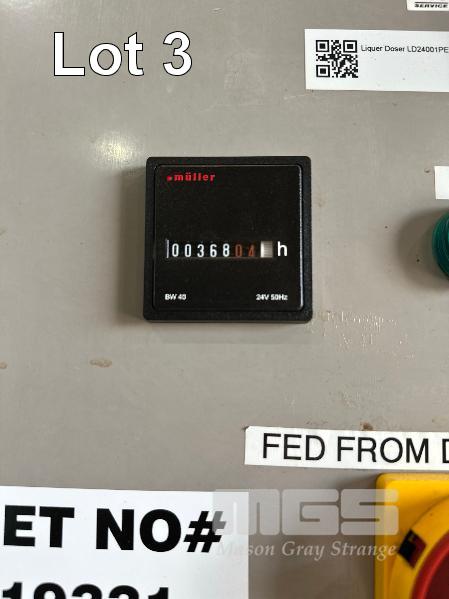 SERVICE
Lot 3
Liquer Doser LD24001PE
müller
0036804 h
BW 40 24V 50Hz
FED FROM D
ET NO#
MGS
Mason Gray Strange